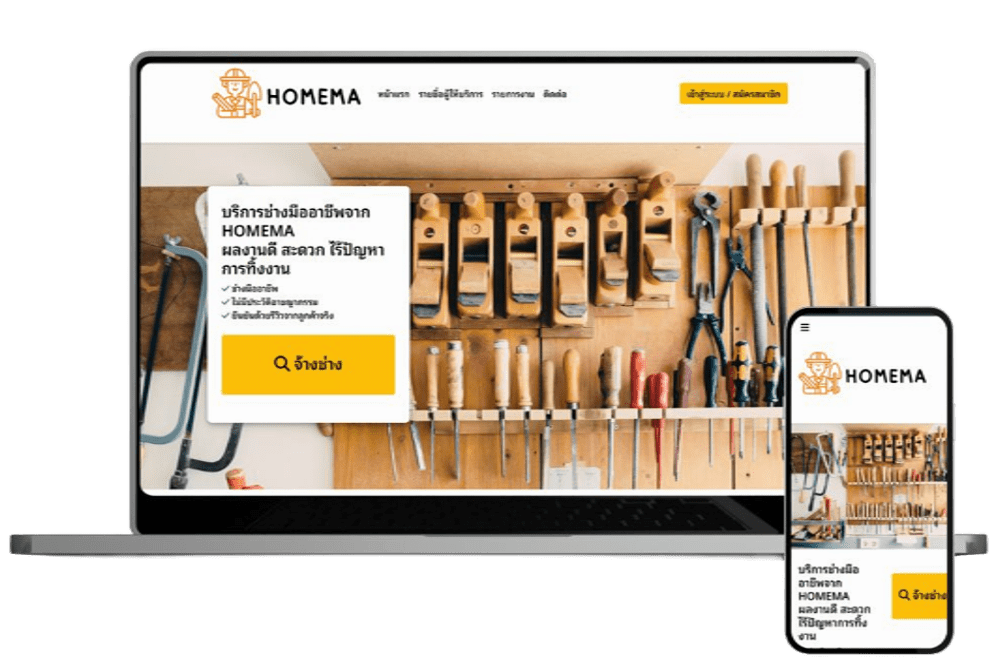 HOMEMA
หน้าแรก รายชื่อผู้ให้บริการ รายการงาน ติดต่อ
เข้าสู่ระบบ / สมัครสมาชิก
บริการช่างมืออาชีพจาก
HOMEMA
ผลงานดี สะดวก ไร้ปัญหา
การทิ้งงาน
ช่างมืออาชีพ
ไม่มีประวัติอาชญากรรม
ยืนยันด้วยรีวิวจากลูกค้าจริง
จ้างช่าง
HOMEMA
บริการช่างมือ
อาชีพจาก
HOMEMA
ผลงานดี สะดวก
ไร้ปัญหาการทิ้ง
งาน
จ้างช่าง